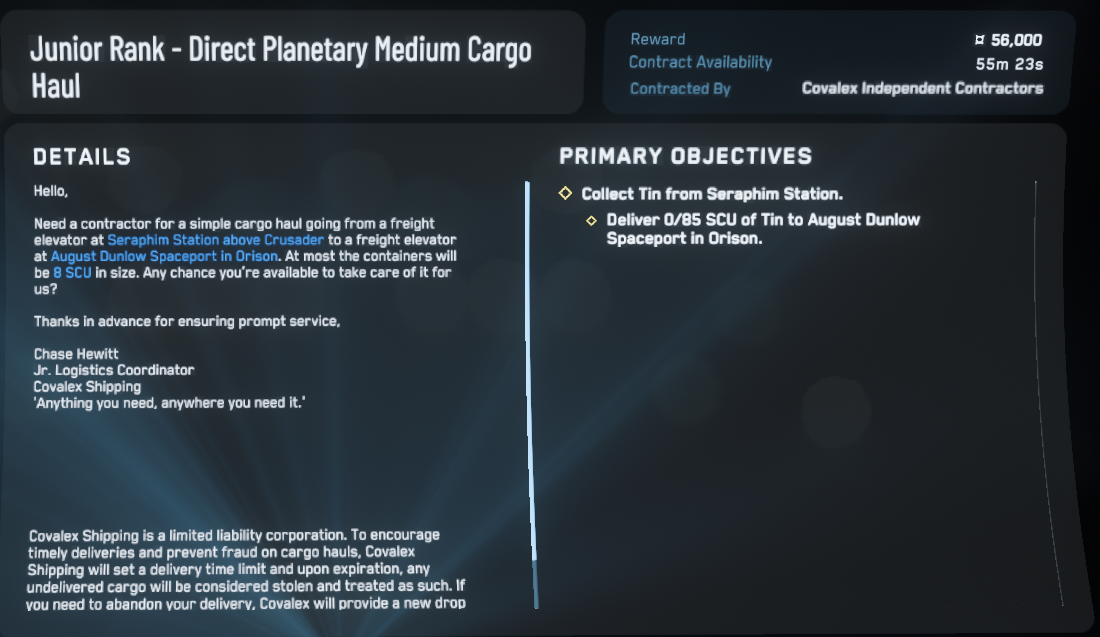 Junior Rank - Direct Planetary Medium Cargo
Haul
Reward ¤ 56,000
Contract Availability 55m 23s
Contracted By Covalex Independent Contractors
DETAILS
Hello,
Need a contractor for a simple cargo haul going from a freight
elevator at Seraphim Station above Crusader to a freight elevator
at August Dunlow Spaceport in Orison. At most the containers will
be 8 SCU in size. Any chance you're available to take care of it for
us?
Thanks in advance for ensuring prompt service,
Chase Hewitt
Jr. Logistics Coordinator
Covalex Shipping
'Anything you need, anywhere you need it.'
Covalex Shipping is a limited liability corporation. To encourage
timely deliveries and prevent fraud on cargo hauls, Covalex
Shipping will set a delivery time limit and upon expiration, any
undelivered cargo will be considered stolen and treated as such. If
you need to abandon your delivery, Covalex will provide a new drop
PRIMARY OBJECTIVES
Collect Tin from Seraphim Station.
Deliver 0/85 SCU of Tin to August Dunlow
Spaceport in Orison.